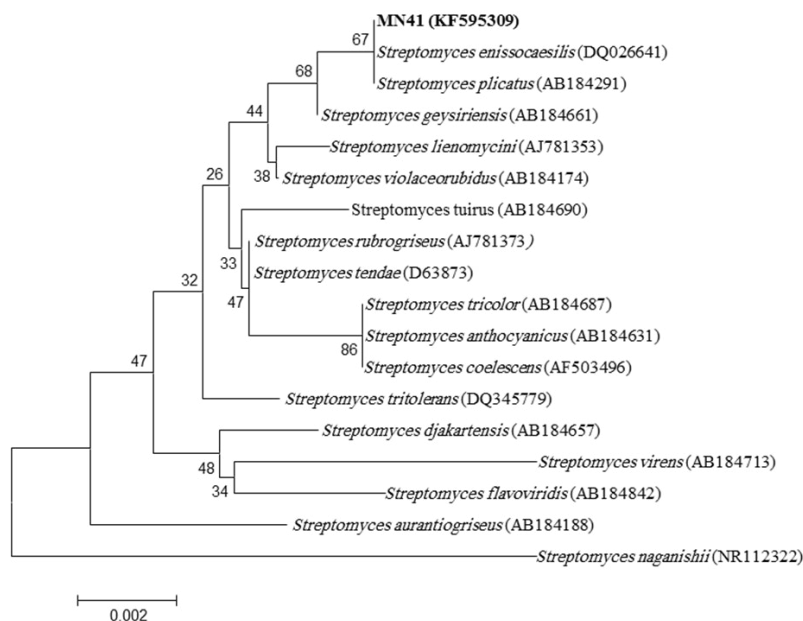 MN41 (KF595309)
67
Streptomyces enissocaesilis (DQ026641)
68
Streptomyces plicatus (AB184291)
44
Streptomyces geysiriensis (AB184661)
Streptomyces lienomycini (AJ781353)
26
38
Streptomyces violaceorubidus (AB184174)
Streptomyces tuirus (AB184690)
Streptomyces rubrogriseus (AJ781373)
33
Streptomyces tendae (D63873)
32
47
Streptomyces tricolor (AB184687)
Streptomyces anthocyanicus (AB184631)
86
Streptomyces coelescens (AF503496)
47
Streptomyces tritolerans (DQ345779)
Streptomyces djakartensis (AB184657)
48
Streptomyces virens (AB184713)
34
Streptomyces flavoviridis (AB184842)
Streptomyces aurantiogriseus (AB184188)
Streptomyces naganishii (NR112322)
0.002